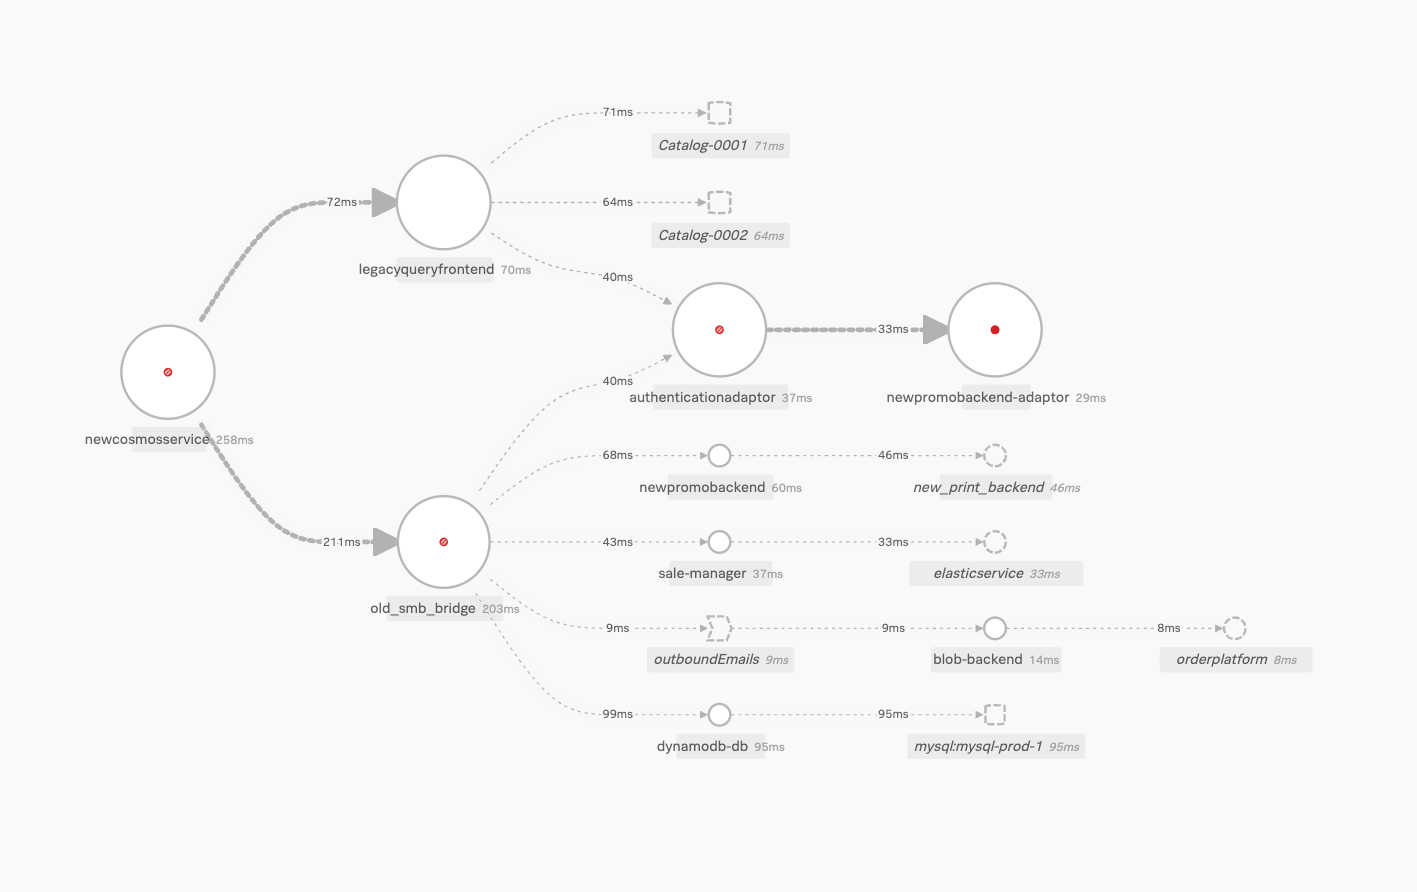 71ms
Catalog-0001 71ms
72ms
64ms
legacyqueryfrontend 70ms
Catalog-0002 64ms
40ms
33ms
newcosmosservice 258ms
40ms
authenticationadaptor 37ms
newpromobackend-adaptor 29ms
68ms
46ms
newpromobackend 60ms
new_print_backend 46ms
211ms
43ms
33ms
old_smb_bridge 203ms
sale-manager 37ms
elasticservice 33ms
9ms
9ms
8ms
outboundEmails 9ms
blob-backend 14ms
orderplatform 8ms
99ms
95ms
dynamodb-db 95ms
mysql:mysql-prod-1 95ms